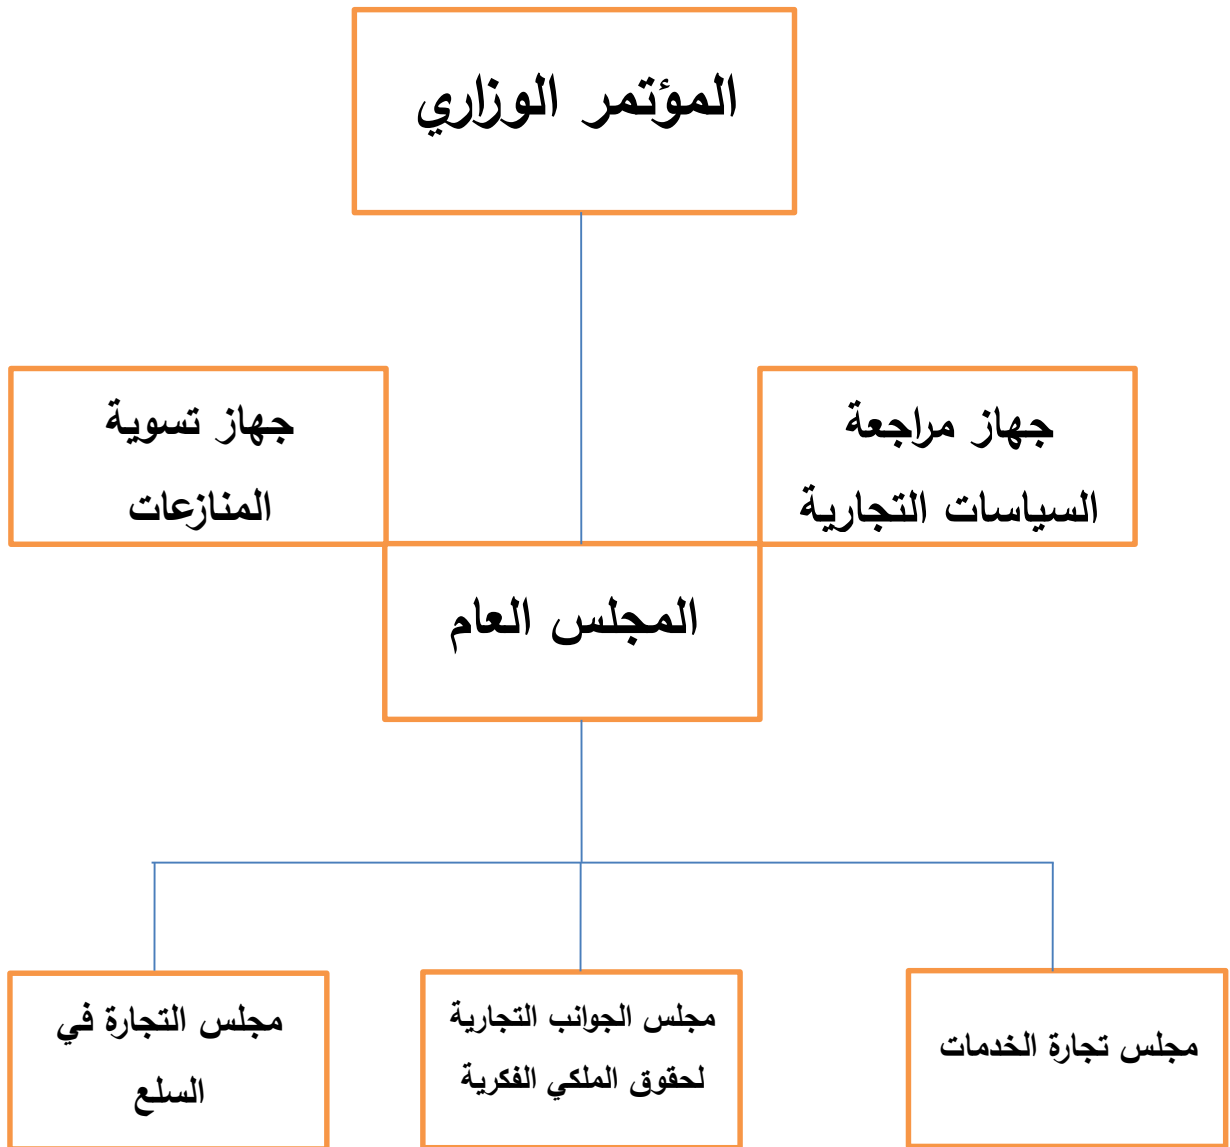 المؤتمر الوزاري
جهاز مراجعة
السياسات التجارية
جهاز تسوية
المنازعات
المجلس العام
مجلس تجارة الخدمات
مجلس الجوانب التجارية
لحقوق الملكي الفكرية
مجلس التجارة في
السلع